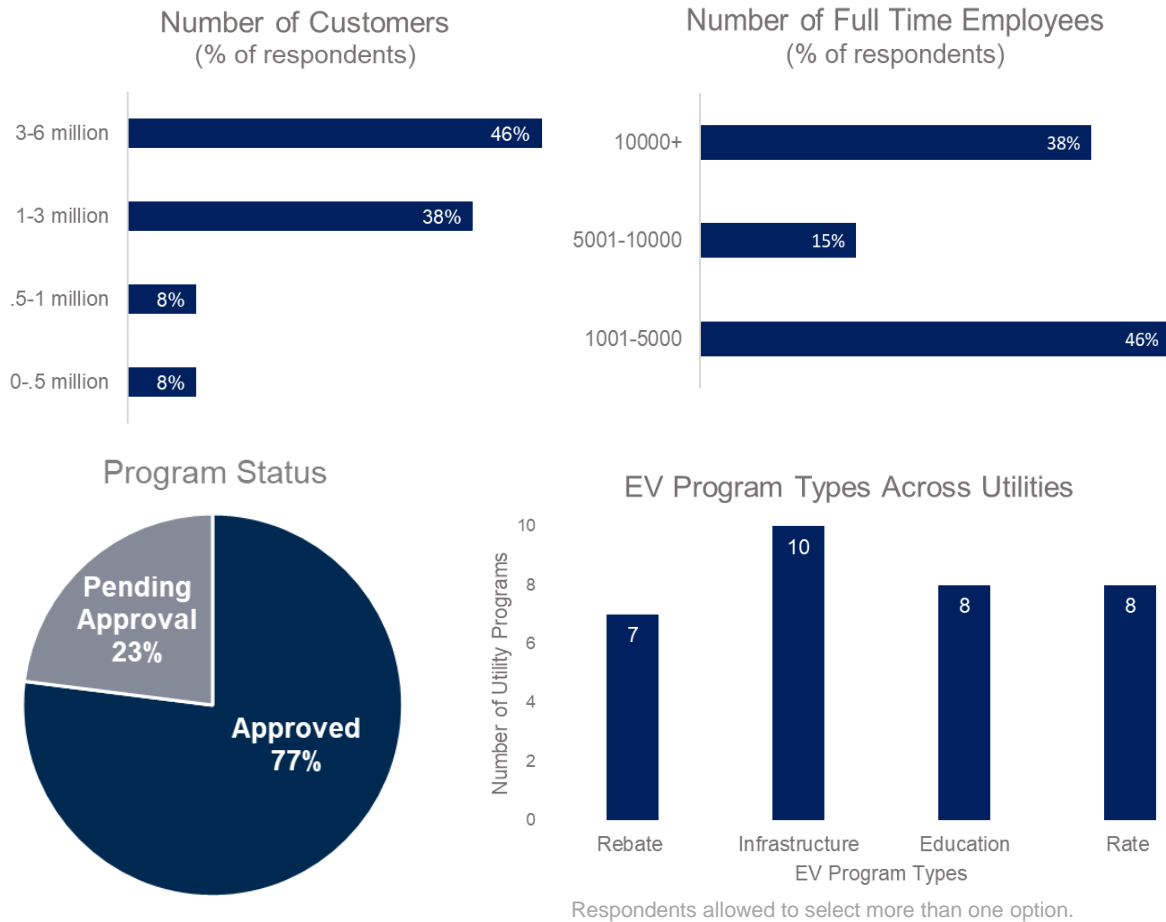 Number of Customers
(% of respondents)
3-6 million
46%
1-3 million
38%
.5-1 million
8%
0-.5 million
8%
Number of Full Time Employees
(% of respondents)
10000+
38%
5001-10000
15%
1001-5000
46%
Program Status
Pending
Approval
23%
Approved
77%
EV Program Types Across Utilities
Number of Utility Programs
10
8
6
4
2
0
7
10
8
8
Rebate
Infrastructure
Education
Rate
EV Program Types
Respondents allowed to select more than one option.